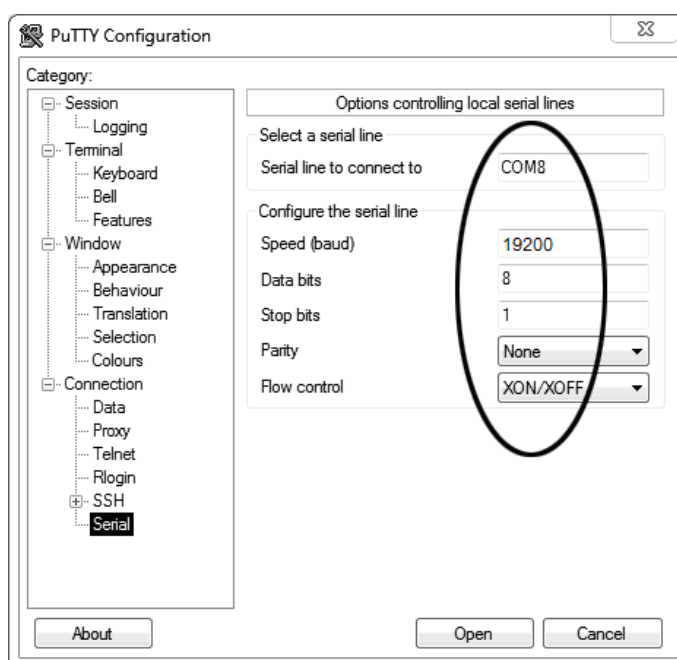 PuTTY Configuration
Category:
Session
Logging
Terminal
Keyboard
Bell
Features
Window
Appearance
Behaviour
Translation
Selection
Colours
Connection
Data
Proxy
Telnet
Rlogin
SSH
Serial
Options controlling local serial lines
Select a serial line
Serial line to connect to COM8
Configure the serial line
Speed (baud) 19200
Data bits 8
Stop bits 1
Parity None
Flow control XON/XOFF
About Open Cancel